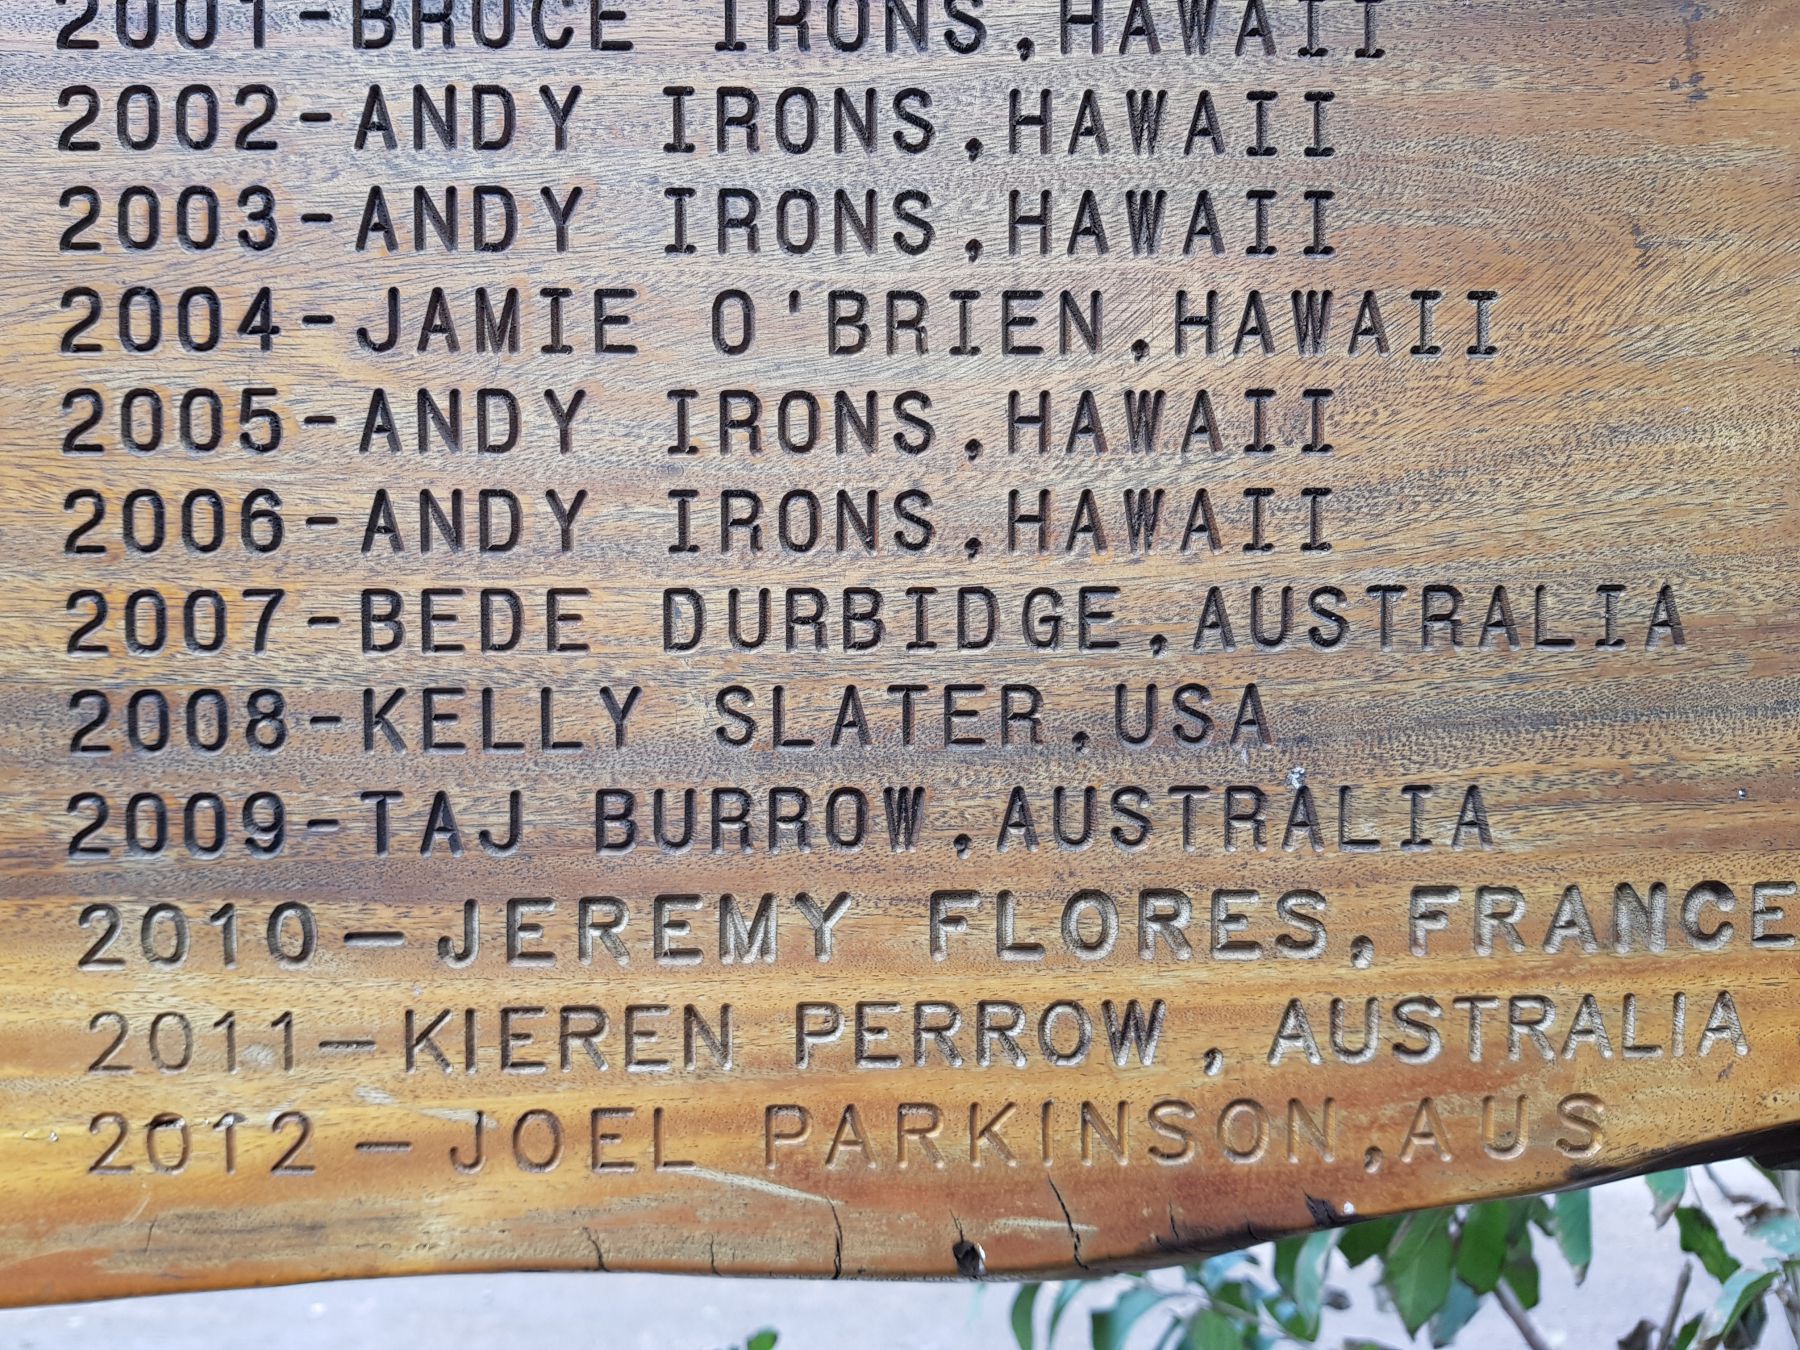 2001-BRUCE IRONS,HAWAII
2002-ANDY IRONS,HAWAII
2003-ANDY IRONS,HAWAII
2004-JAMIE O'BRIEN,HAWAII
2005-ANDY IRONS,HAWAII
2006-ANDY IRONS,HAWAII
2007-BEDE DURBIDGE,AUSTRALIA
2008-KELLY SLATER,USA
2009-TAJ BURROW,AUSTRALIA
2010-JEREMY FLORES,FRANCE
2011-KIEREN PERROW, AUSTRALIA
2012-JOEL PARKINSON,AUS